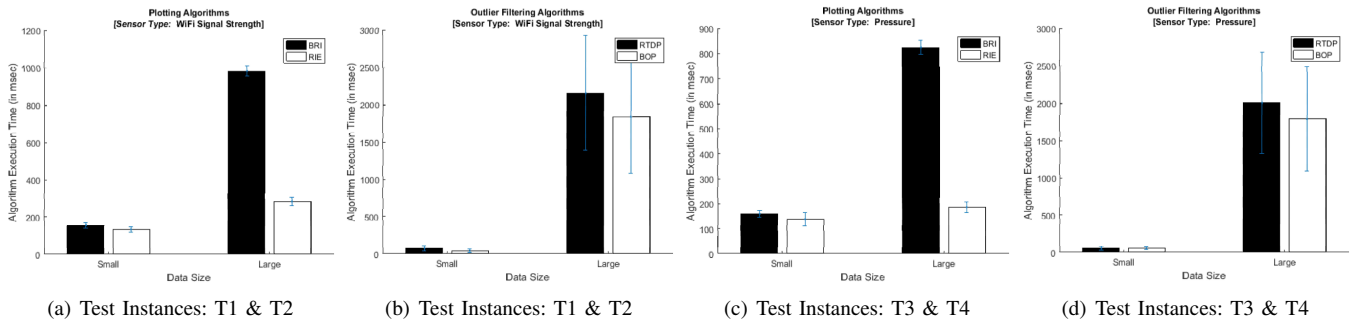 Plotting Algorithms
[Sensor Type: WiFi Signal Strength]
Algorithm Execution Time (in msec)
1200
1000
800
600
400
200
0
BRI
RIE
Small
Large
Data Size
(a) Test Instances: T1 & T2
Outlier Filtering Algorithms
[Sensor Type: WiFi Signal Strength]
Algorithm Execution Time (in msec)
3000
2500
2000
1500
1000
500
0
RTDP
BOP
Small
Large
Data Size
(b) Test Instances: T1 & T2
Plotting Algorithms
[Sensor Type: Pressure]
Algorithm Execution Time (in msec)
900
800
700
600
500
400
300
200
100
0
BRI
RIE
Small
Large
Data Size
(c) Test Instances: T3 & T4
Outlier Filtering Algorithms
[Sensor Type: Pressure]
Algorithm Execution Time (in msec)
3000
2500
2000
1500
1000
500
0
RTDP
BOP
Small
Large
Data Size
(d) Test Instances: T3 & T4